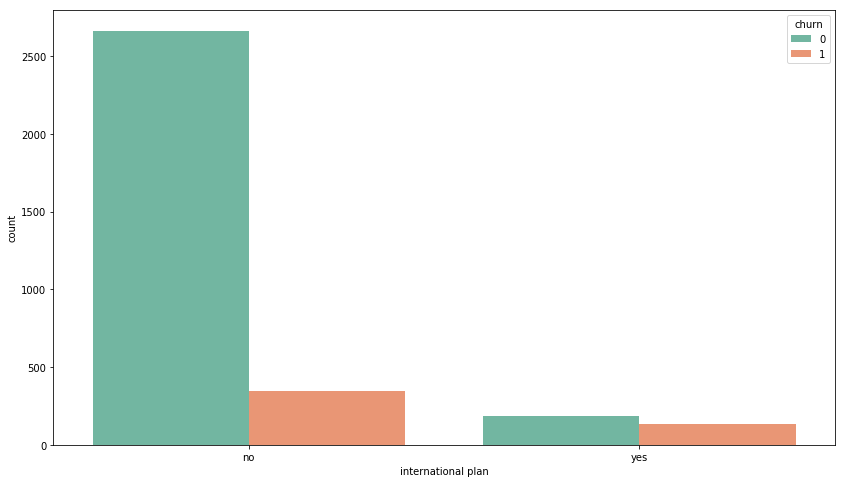 churn
0
1
2500
2000
1500
1000
500
0
count
no
yes
international plan